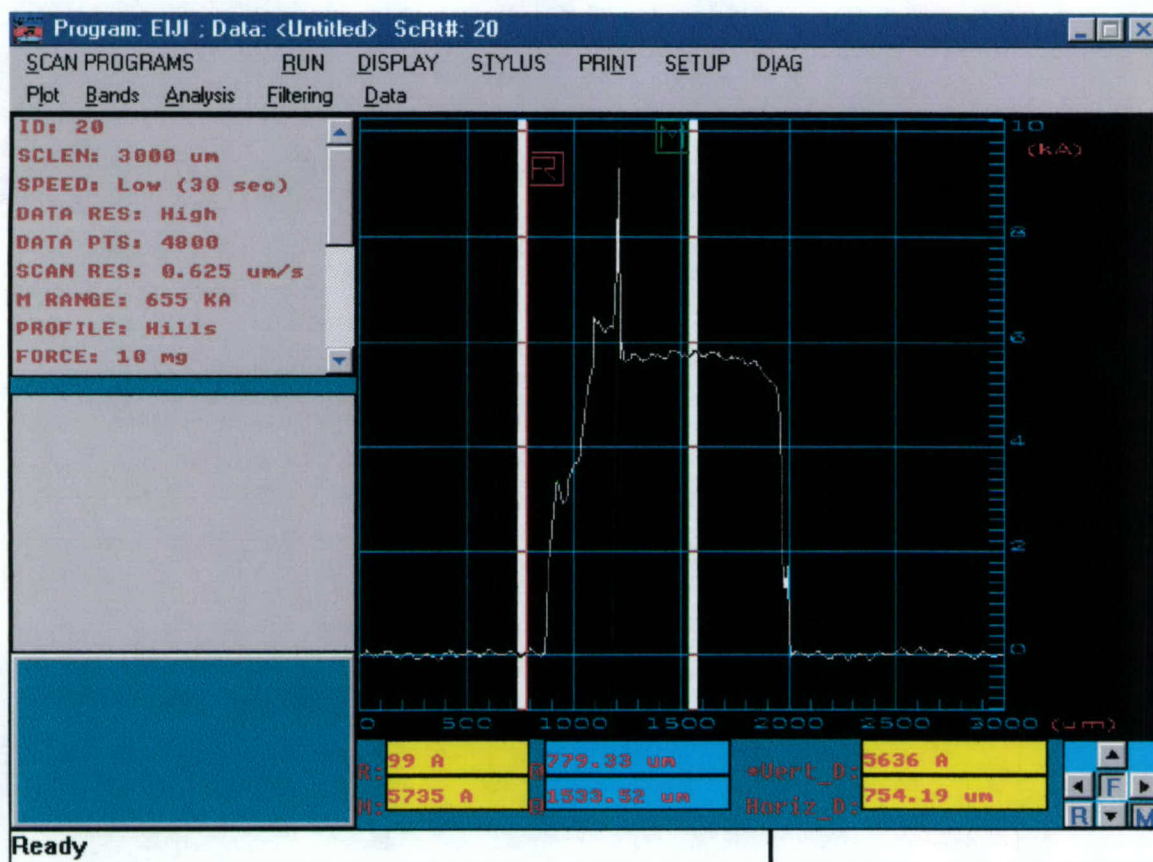 Program: EIJI ; Data: <Untitled> ScRt#: 20
SCAN PROGRAMS RUN DISPLAY STYLUS PRINT SETUP DIAG
Plot Bands Analysis Filtering Data
ID: 20
SCLEN: 3000 um
SPEED: Low (30 sec)
DATA RES: High
DATA PTS: 4800
SCAN RES: 0.625 um/s
M RANGE: 655 KA
PROFILE: Hills
FORCE: 10 mg
R
M
10
(kA)
8
6
4
2
0
0 500 1000 1500 2000 2500 3000 (um)
R: 99 A @ 779.33 um *Vert_D: 5636 A
M: 5735 A @ 1533.52 um Horiz_D: 754.19 um
F
R M
Ready